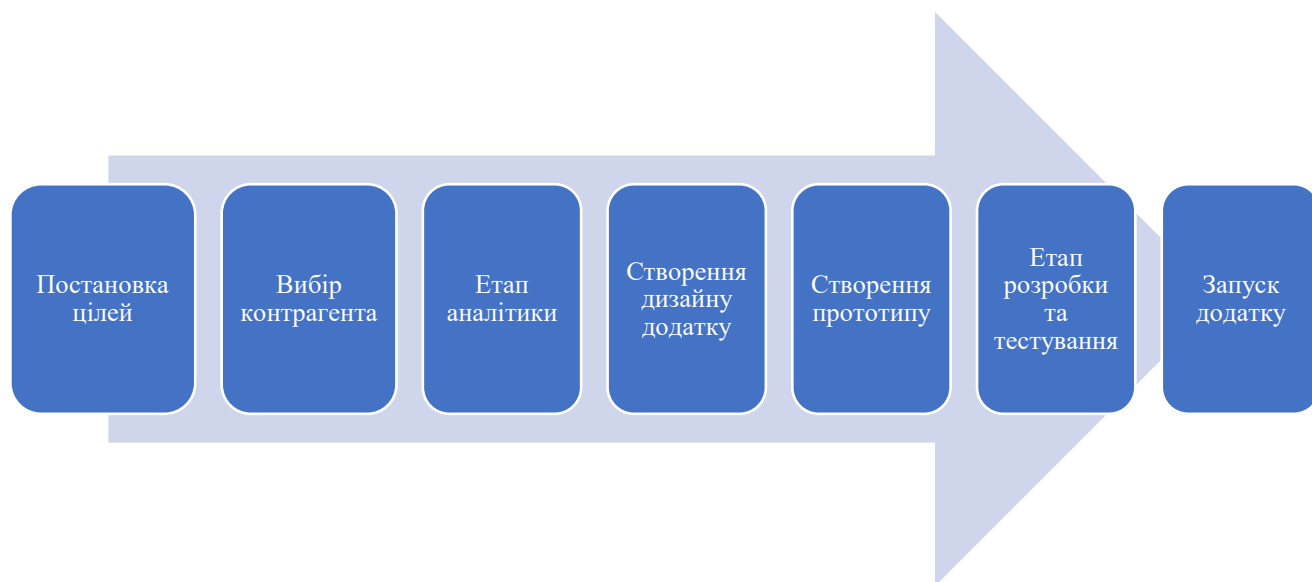 Постановка
цілей
Вибір
контрагента
Етап
аналітики
Створення
дизайну
додатку
Створення
прототипу
Етап
розробки
та
тестування
Запуск
додатку